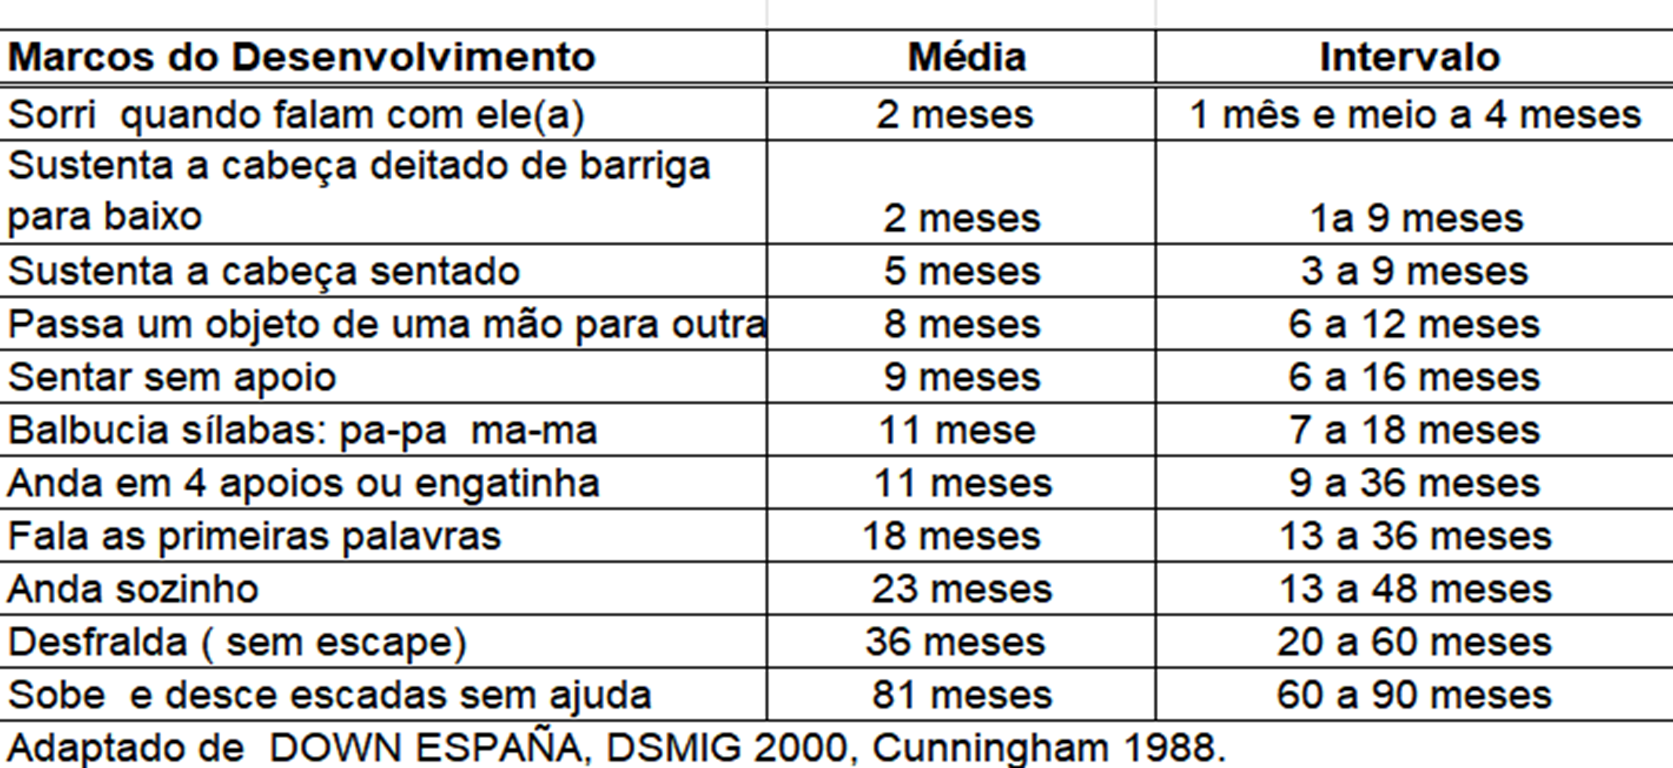 Marcos do Desenvolvimento Média Intervalo
Sorri  quando falam com ele(a) 2 meses 1 mês e meio a 4 meses
Sustenta a cabeça deitado de barriga
para baixo 2 meses 1a 9 meses
Sustenta a cabeça sentado 5 meses 3 a 9 meses
Passa um objeto de uma mão para outra 8 meses 6 a 12 meses
Sentar sem apoio 9 meses 6 a 16 meses
Balbucia sílabas: pa-pa  ma-ma 11 mese 7 a 18 meses
Anda em 4 apoios ou engatinha 11 meses 9 a 36 meses
Fala as primeiras palavras 18 meses 13 a 36 meses
Anda sozinho 23 meses 13 a 48 meses
Desfralda ( sem escape) 36 meses 20 a 60 meses
Sobe  e desce escadas sem ajuda 81 meses 60 a 90 meses
Adaptado de  DOWN ESPAÑA, DSMIG 2000, Cunningham 1988.